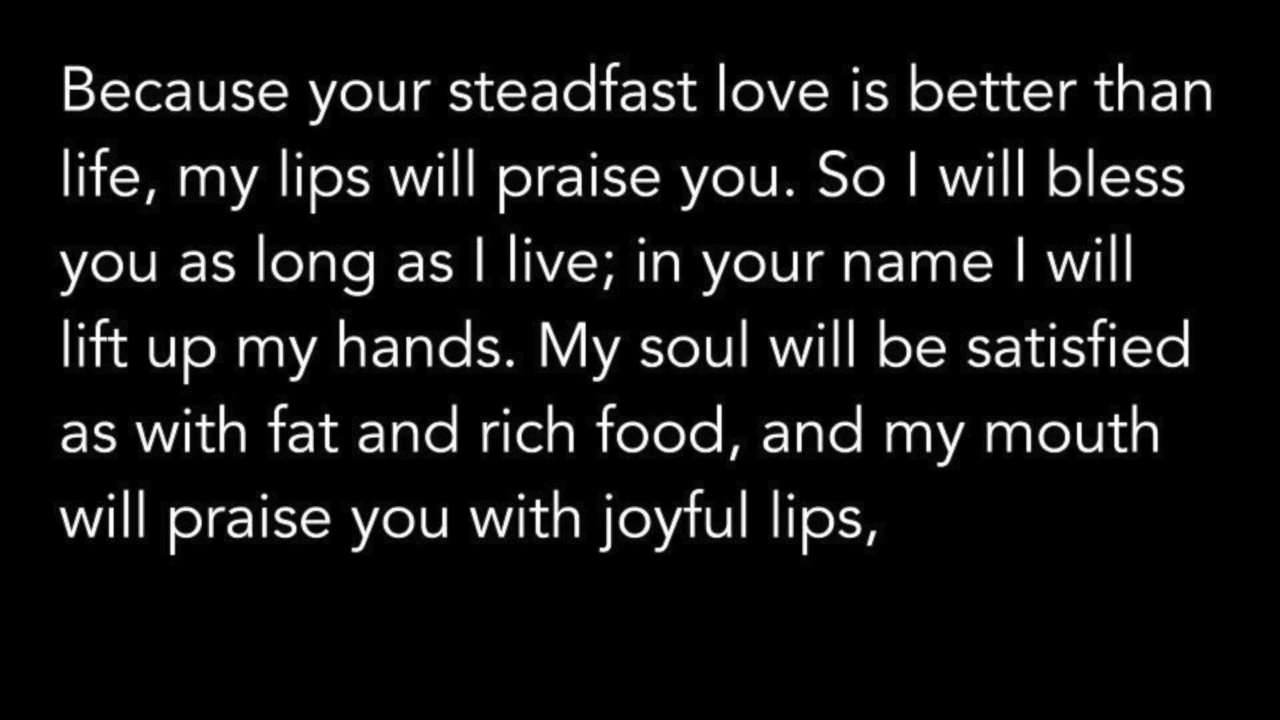 Because your steadfast love is better than
life, my lips will praise you. So I will bless
you as long as I live; in your name I will
lift up my hands. My soul will be satisfied
as with fat and rich food, and my mouth
will praise you with joyful lips,